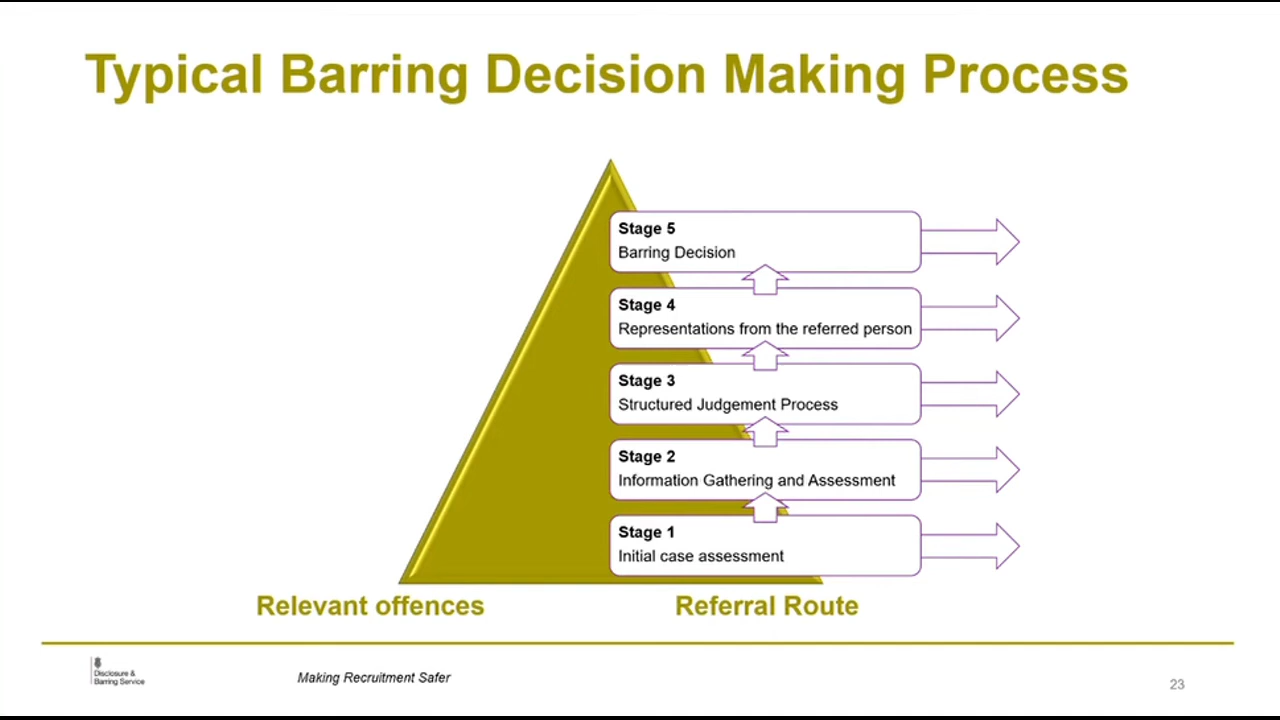 Typical Barring Decision Making Process
Stage 5
Barring Decision
Stage 4
Representations from the referred person
Stage 3
Structured Judgement Process
Stage 2
Information Gathering and Assessment
Stage 1
Initial case assessment
Relevant offences
Referral Route
Disclosure &
Barring Service
Making Recruitment Safer
23